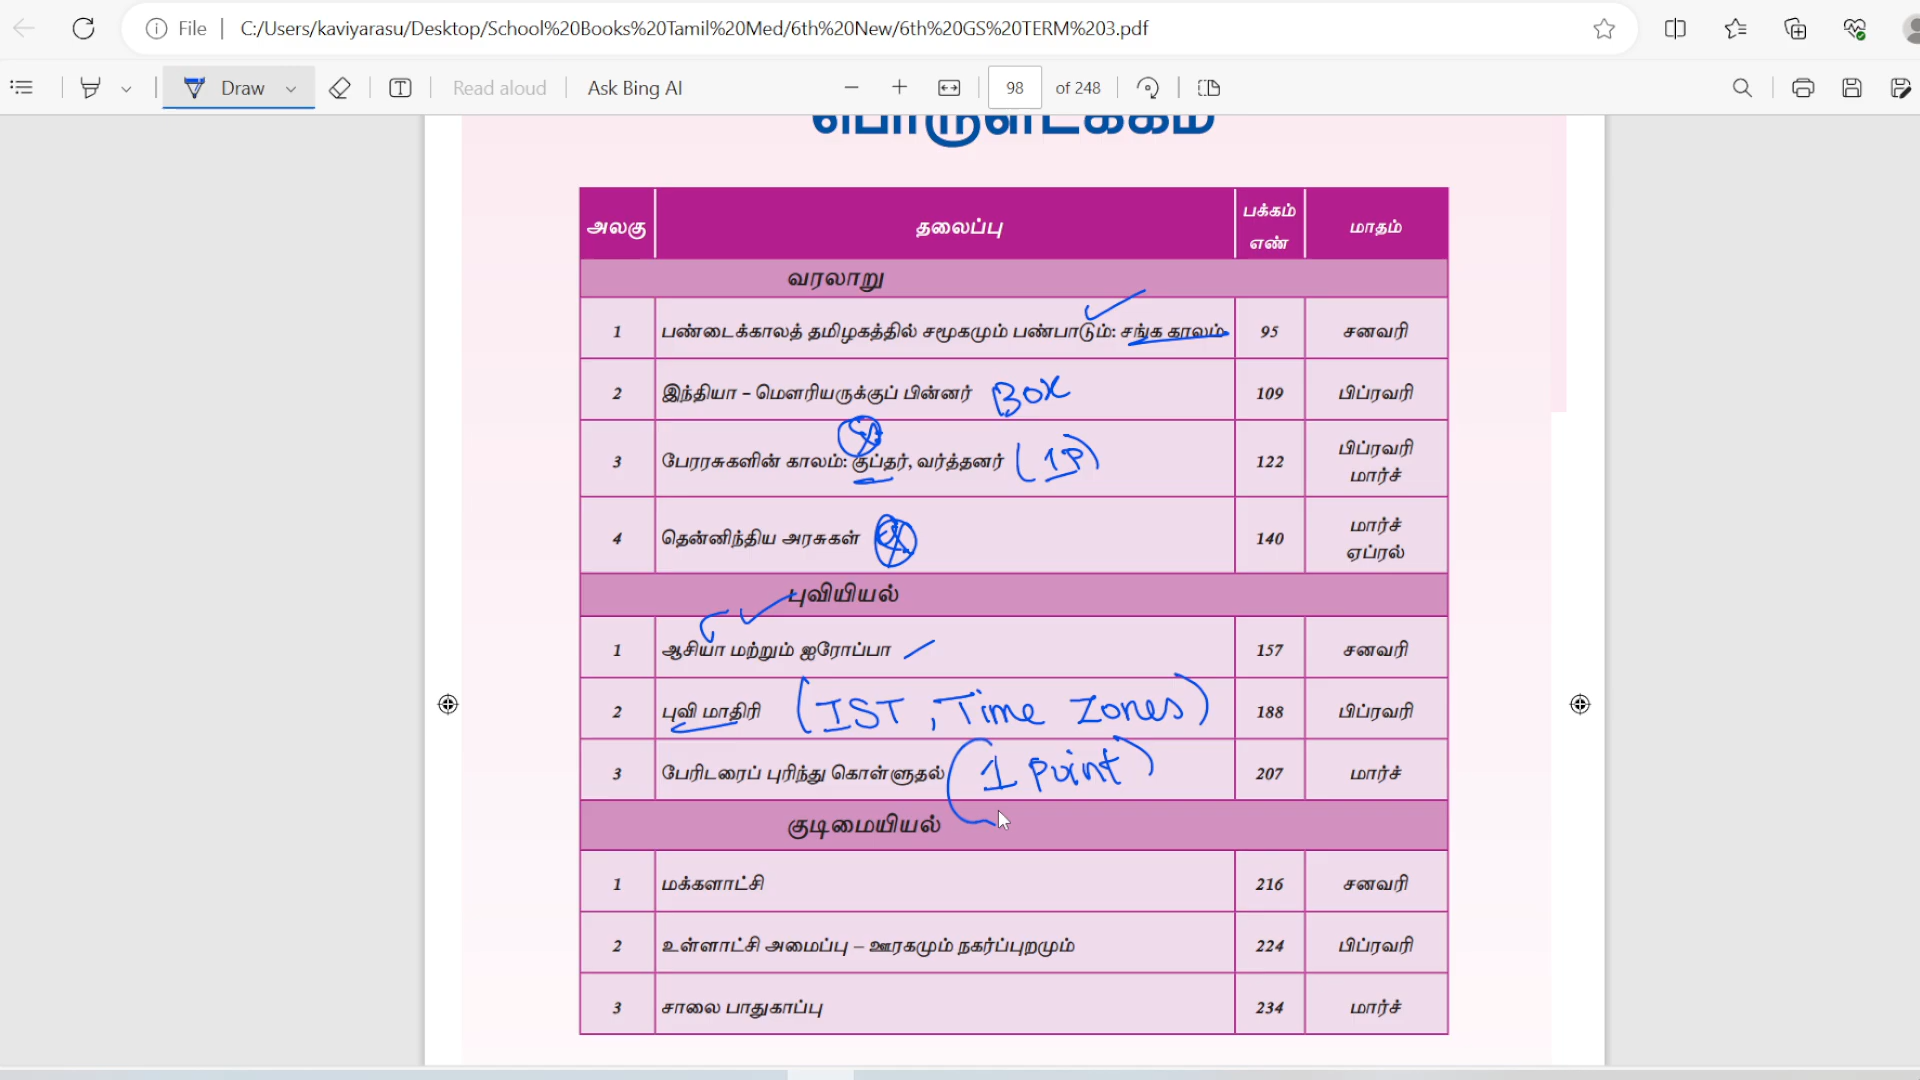 File C:/Users/kaviyarasu/Desktop/School%20Books%20Tamil%20Med/6th%20New/6th%20GS%20TERM%203.pdf
Draw Read aloud Ask Bing AI 98 of 248
பொருளடக்கம்
அலகு தலைப்பு பக்கம் எண் மாதம்
வரலாறு
1 பண்டைக்காலத் தமிழகத்தில் சமூகமும் பண்பாடும்: சங்க காலம் 95 சனவரி
2 இந்தியா – மௌரியருக்குப் பின்னர் BOX 109 பிப்ரவரி
3 பேரரசுகளின் காலம்: குப்தர், வர்த்தனர் (1P) 122 பிப்ரவரி மார்ச்
4 தென்னிந்திய அரசுகள் 140 மார்ச் ஏப்ரல்
புவியியல்
1 ஆசியா மற்றும் ஐரோப்பா 157 சனவரி
2 புவி மாதிரி (IST, Time Zones) 188 பிப்ரவரி
3 பேரிடரைப் புரிந்து கொள்ளுதல் (1 point) 207 மார்ச்
குடிமையியல்
1 மக்களாட்சி 216 சனவரி
2 உள்ளாட்சி அமைப்பு – ஊரகமும் நகர்ப்புறமும் 224 பிப்ரவரி
3 சாலை பாதுகாப்பு 234 மார்ச்